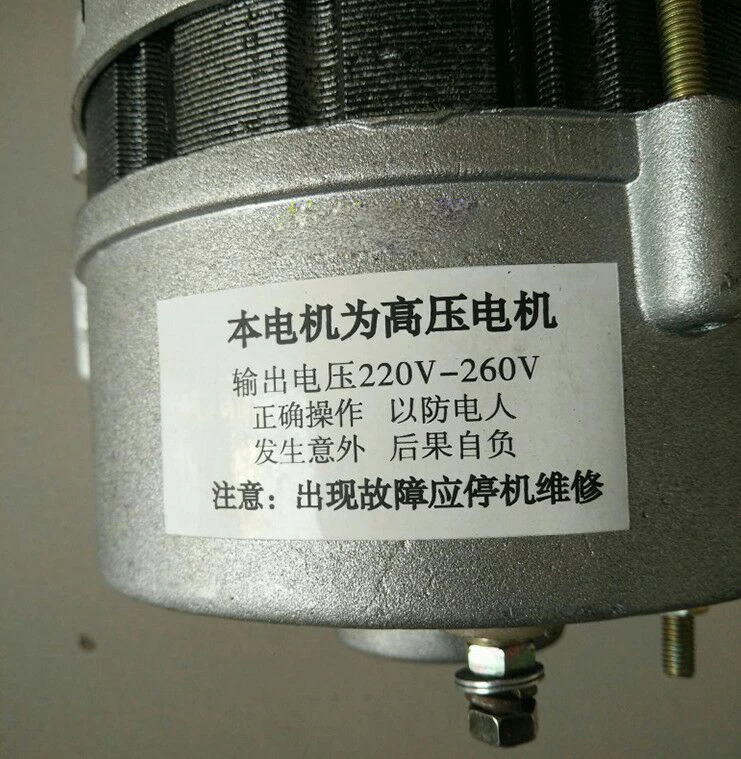 本电机为高压电机
输出电压220V-260V
正确操作 以防电人
发生意外 后果自负
注意：出现故障应停机维修